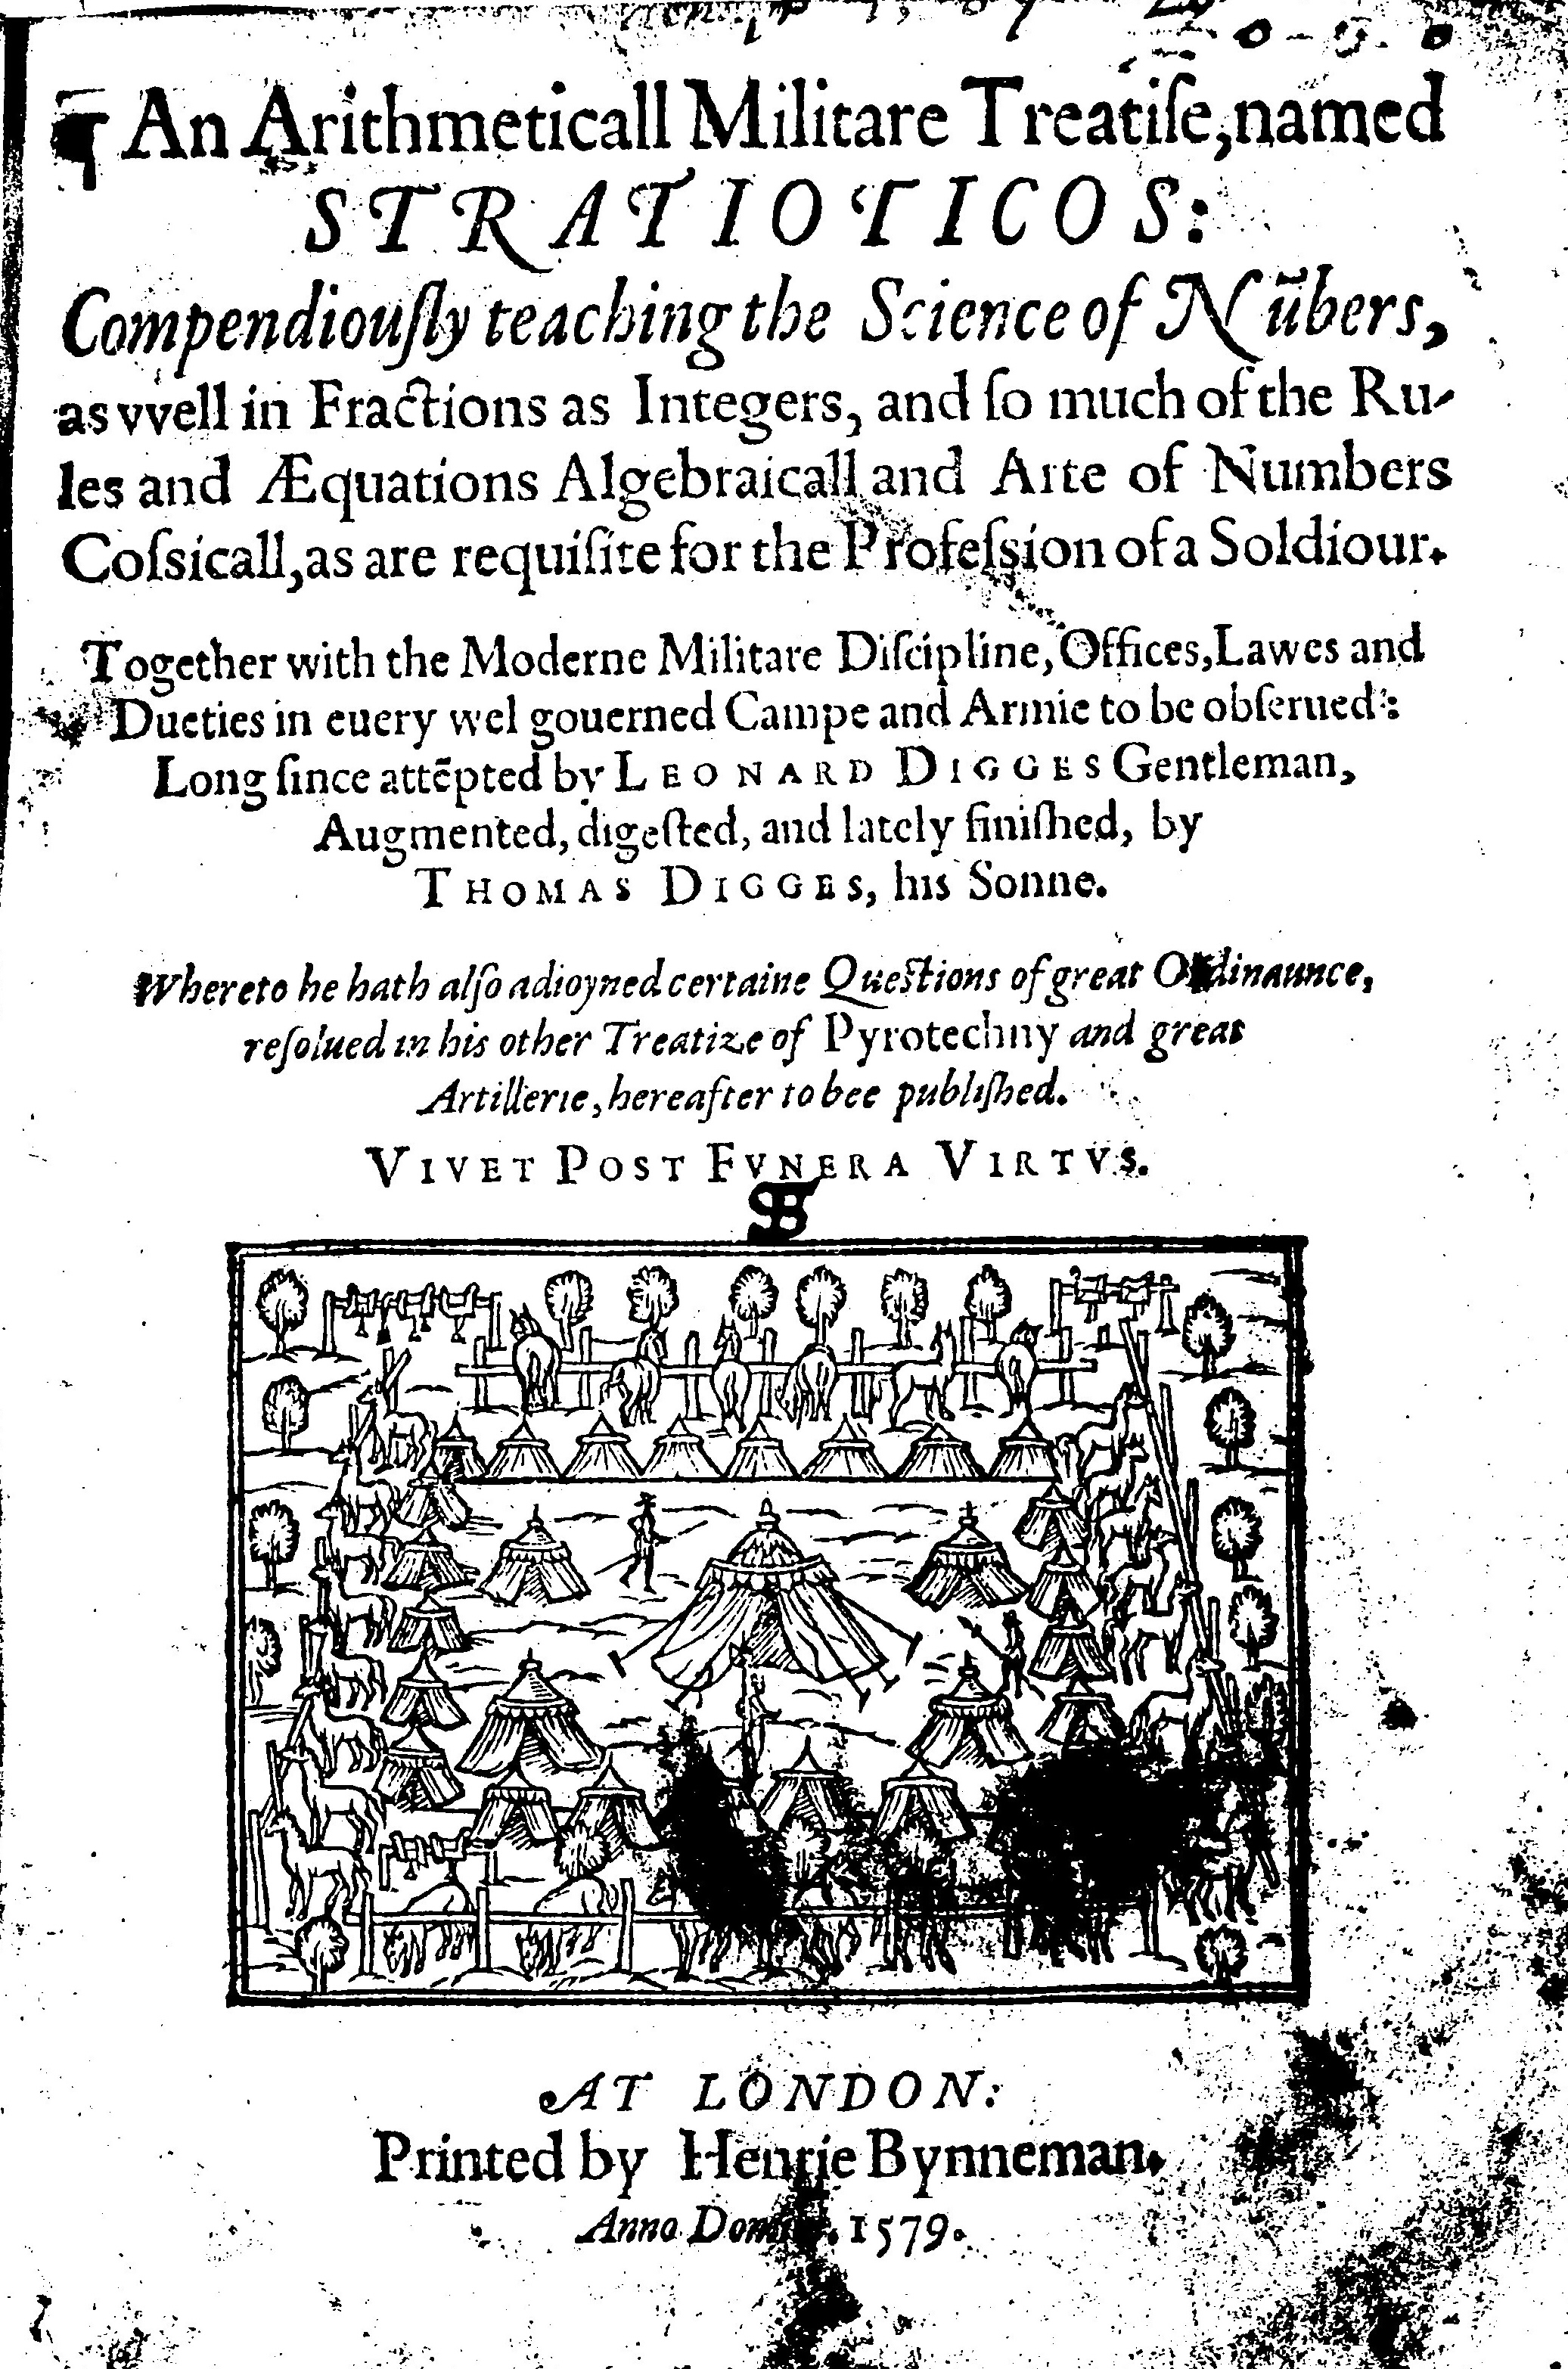 ¶ An Arithmeticall Militare Treatiſe, named
STRATIOTICOS:
Compendiouſly teaching the Science of Nũbers,
as vvell in Fractions as Integers, and ſo much of the Ru-
les and Æquations Algebraicall and Arte of Numbers
Coſsicall, as are requiſite for the Profeſsion of a Soldiour.
Together with the Moderne Militare Diſcipline, Offices, Lawes and
Dueties in euery wel gouerned Campe and Armie to be obſerued:
Long ſince attẽpted by LEONARD DIGGES Gentleman,
Augmented, digeſted, and lately finiſhed, by
THOMAS DIGGES, his Sonne.
Whereto he hath alſo adioyned certaine Queſtions of great Ordinaunce,
reſolued in his other Treatize of Pyrotechny and great
Artillerie, hereafter to bee publiſhed.
VIVET POST FVNERA VIRTVS.
SB
AT LONDON:
Printed by Henrie Bynneman.
Anno 1579.